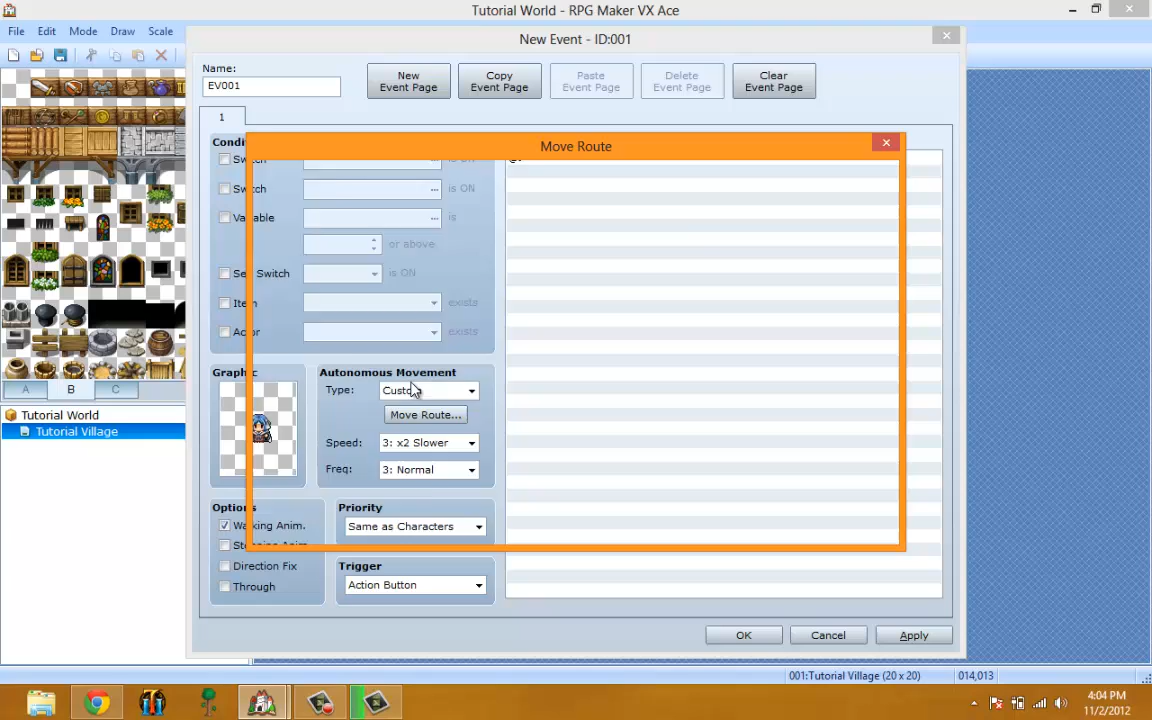 Tutorial World - RPG Maker VX Ace
File Edit Mode Draw Scale
New Event - ID:001
Name:
EV001
New Event Page
Copy Event Page
Paste Event Page
Delete Event Page
Clear Event Page
1
Move Route
Switch ... is ON
Variable ... is
or above
is ON
Item exists
exists
Graphic
Autonomous Movement
Type: Custom
Move Route...
Speed: 3: x2 Slower
Freq: 3: Normal
A B C
Tutorial World
Tutorial Village
Options
Walking Anim.
Direction Fix
Through
Priority
Same as Characters
Trigger
Action Button
OK Cancel Apply
001:Tutorial Village (20 x 20) 014,013
4:04 PM
11/2/2012